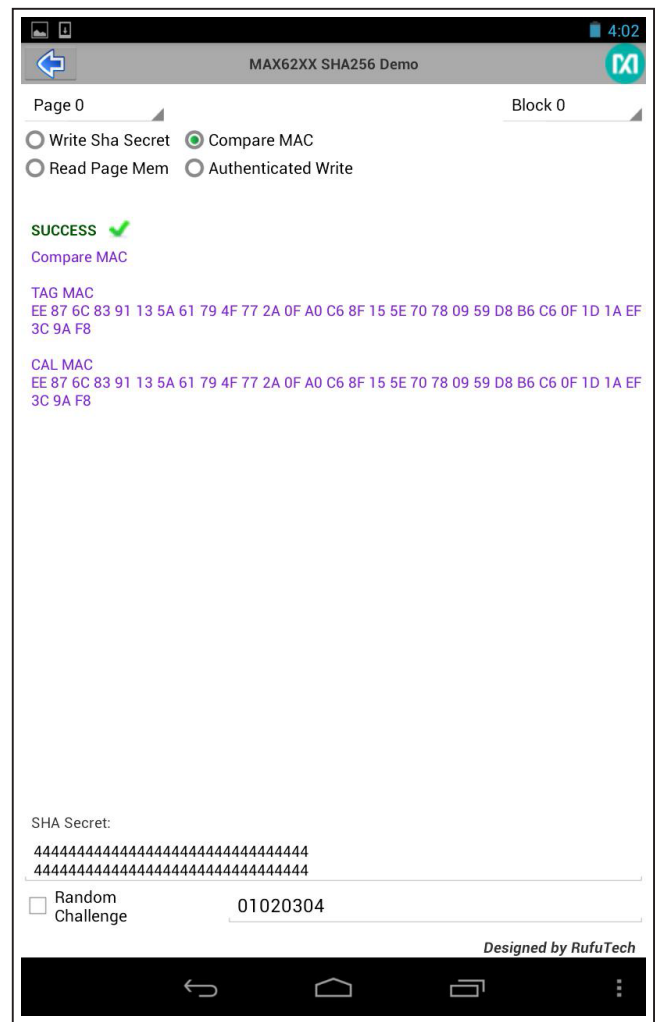 4:02
MAX62XX SHA256 Demo
Page 0
Block 0
Write Sha Secret
Compare MAC
Read Page Mem
Authenticated Write
SUCCESS
Compare MAC
TAG MAC
EE 87 6C 83 91 13 5A 61 79 4F 77 2A 0F A0 C6 8F 15 5E 70 78 09 59 D8 B6 C6 0F 1D 1A EF
3C 9A F8
CAL MAC
EE 87 6C 83 91 13 5A 61 79 4F 77 2A 0F A0 C6 8F 15 5E 70 78 09 59 D8 B6 C6 0F 1D 1A EF
3C 9A F8
SHA Secret:
44444444444444444444444444444444
44444444444444444444444444444444
Random
Challenge
01020304
Designed by RufuTech